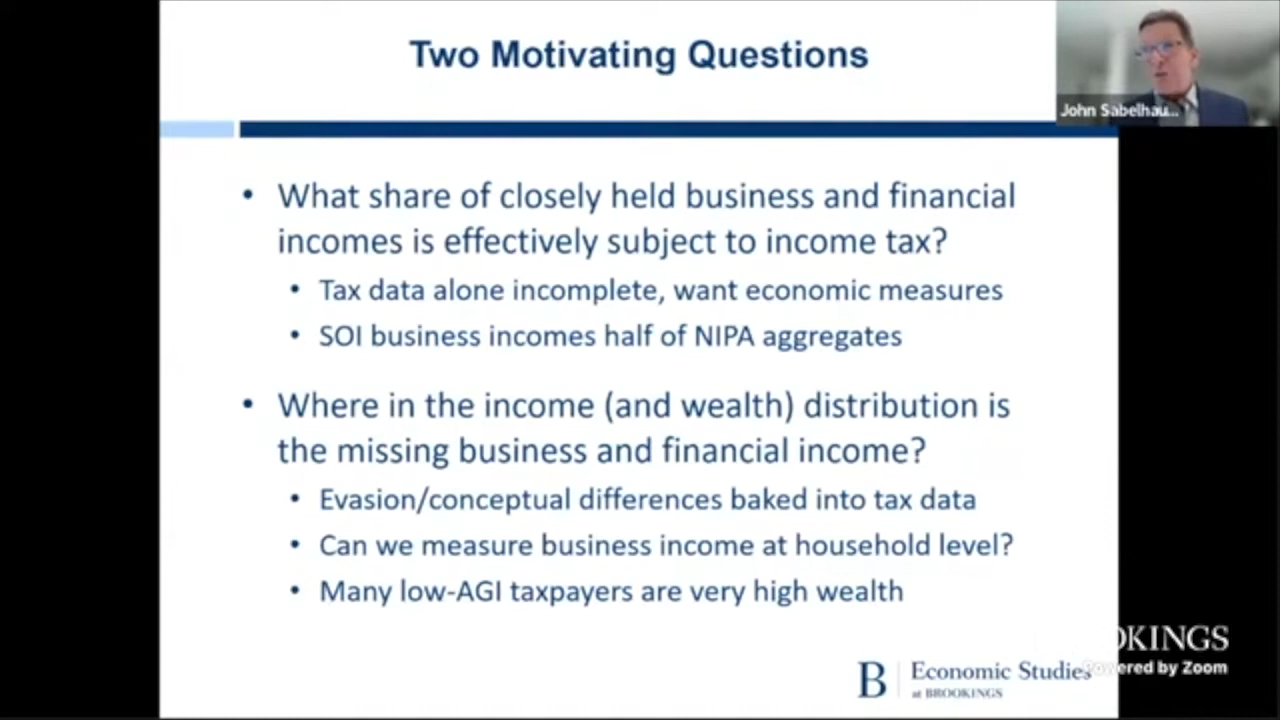 Two Motivating Questions
John Sabelhau...
• What share of closely held business and financial
incomes is effectively subject to income tax?
• Tax data alone incomplete, want economic measures
• SOI business incomes half of NIPA aggregates
• Where in the income (and wealth) distribution is
the missing business and financial income?
• Evasion/conceptual differences baked into tax data
• Can we measure business income at household level?
• Many low-AGI taxpayers are very high wealth
B Economic Studies
at BROOKINGS
OKINGS
Powered by Zoom